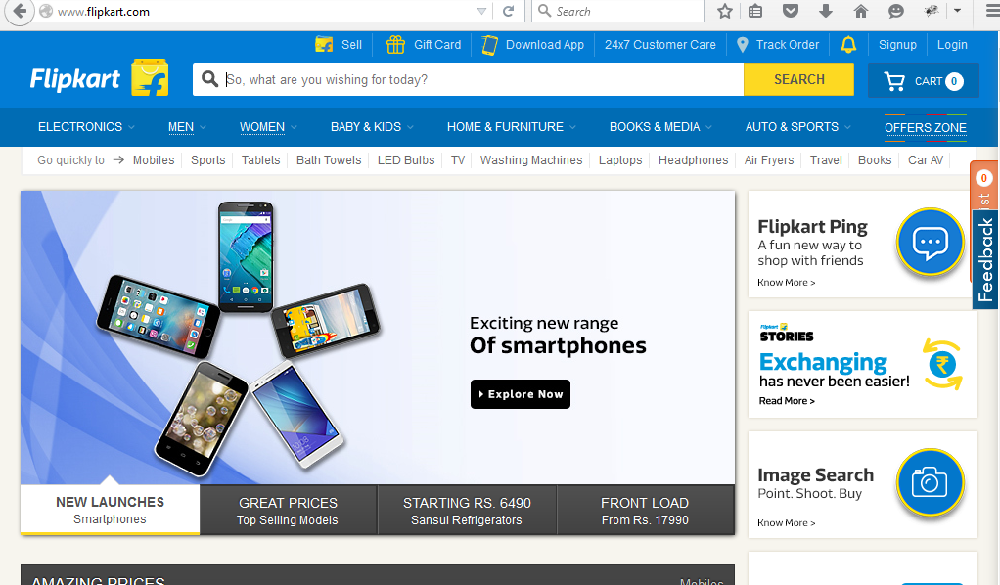 www.flipkart.com
Search
Sell
Gift Card
Download App
24x7 Customer Care
Track Order
Signup
Login
Flipkart
So, what are you wishing for today?
SEARCH
CART 0
ELECTRONICS
MEN
WOMEN
BABY & KIDS
HOME & FURNITURE
BOOKS & MEDIA
AUTO & SPORTS
OFFERS ZONE
Go quickly to → Mobiles Sports Tablets Bath Towels LED Bulbs TV Washing Machines Laptops Headphones Air Fryers Travel Books Car AV
0
Feedback
Exciting new range
Of smartphones
Explore Now
NEW LAUNCHES
Smartphones
GREAT PRICES
Top Selling Models
STARTING RS. 6490
Sansui Refrigerators
FRONT LOAD
From Rs. 17990
Flipkart Ping
A fun new way to
shop with friends
Know More >
Flipkart
STORIES
Exchanging
has never been easier!
Read More >
Image Search
Point. Shoot. Buy
Know More >
AMAZING PRICES
Mobiles